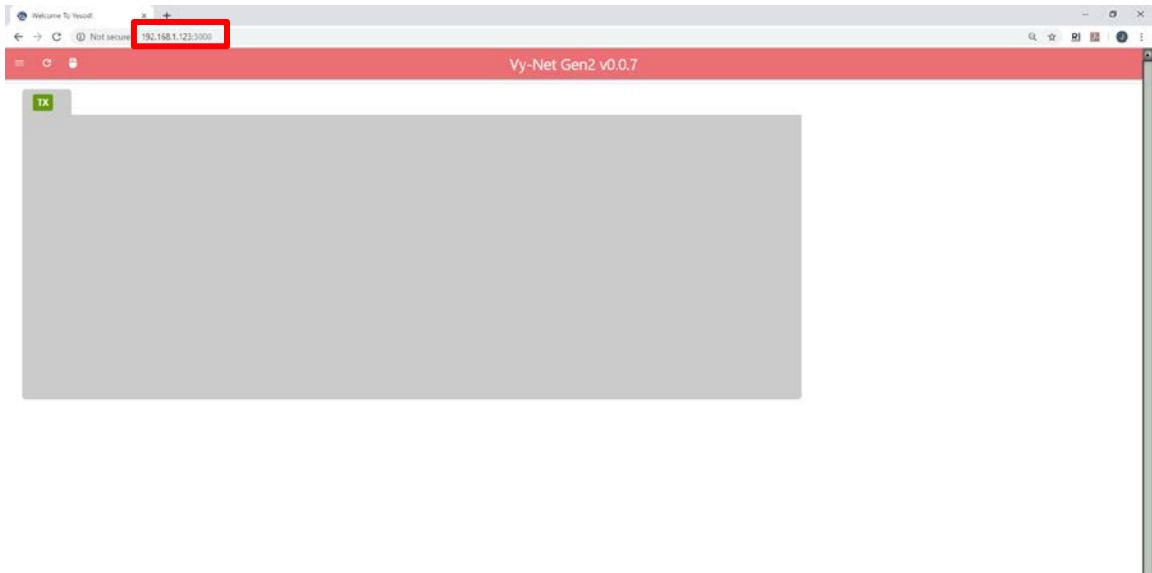 Welcome To Yesod!
Not secure 192.168.1.123:3000
Vy-Net Gen2 v0.0.7
TX